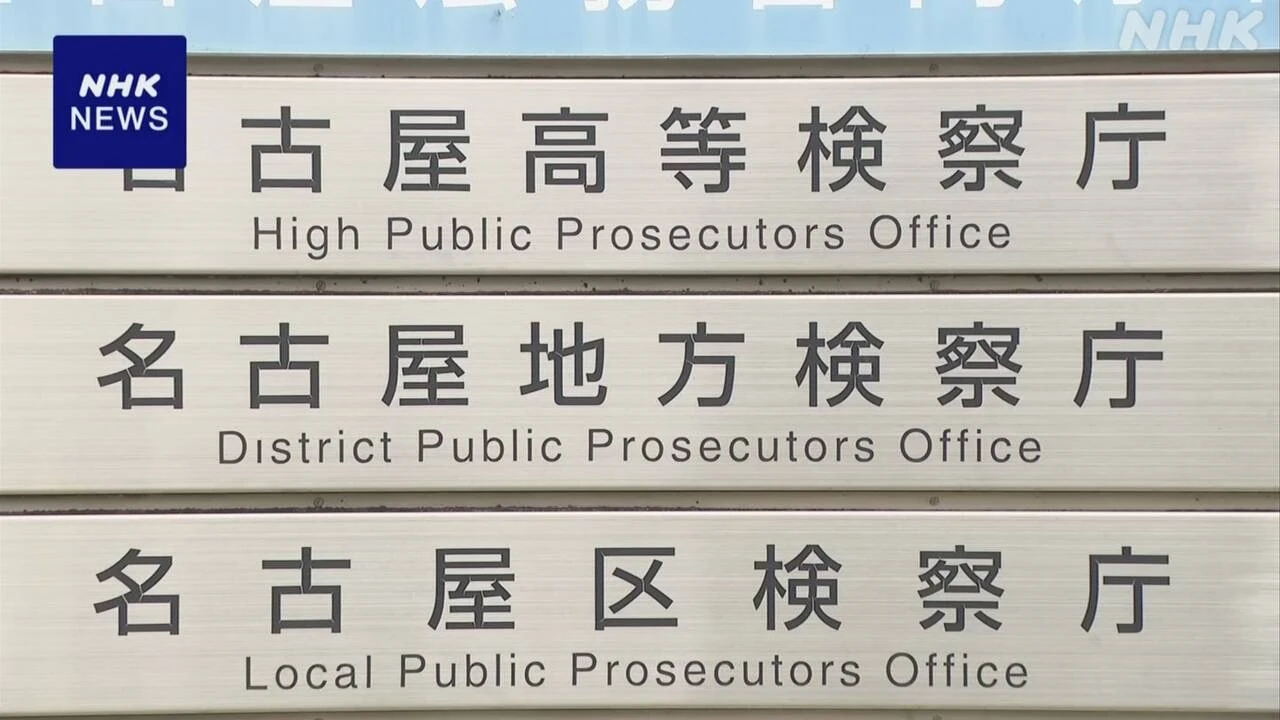 NHK
NHK
NEWS
名古屋高等検察庁
High Public Prosecutors Office
名古屋地方検察庁
District Public Prosecutors Office
名古屋区検察庁
Local Public Prosecutors Office